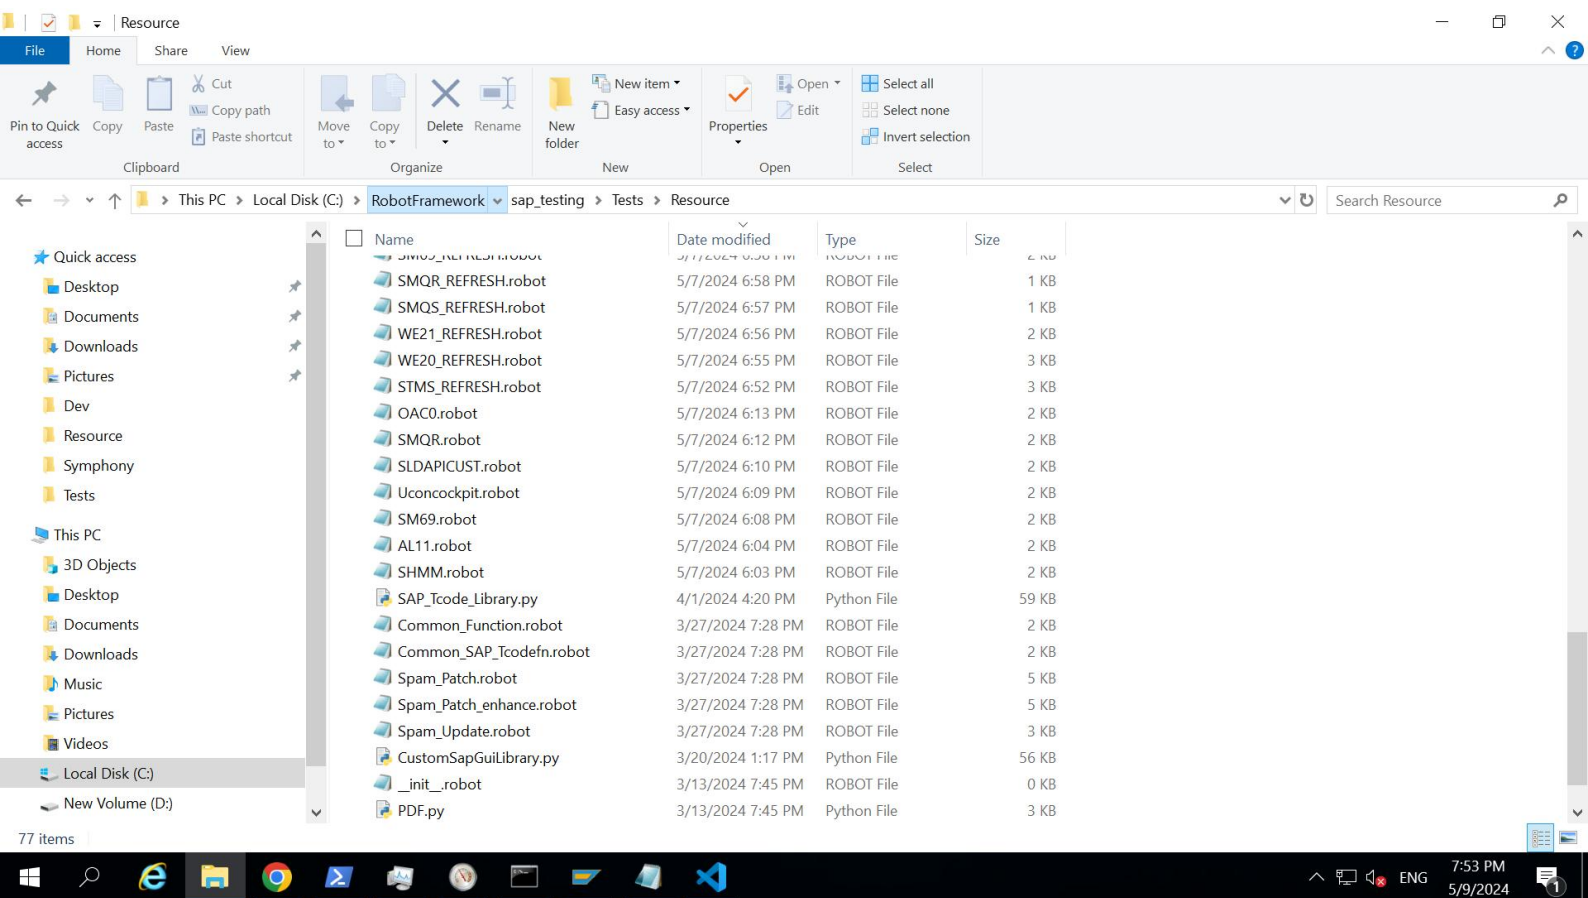 Resource
File Home Share View
Pin to Quick access
Copy
Paste
Cut
Copy path
Paste shortcut
Clipboard
Move to
Copy to
Delete
Rename
Organize
New folder
New item
Easy access
New
Properties
Open
Edit
Open
Select all
Select none
Invert selection
Select
This PC Local Disk (C:) RobotFramework sap_testing Tests Resource
Search Resource
Quick access
Desktop
Documents
Downloads
Pictures
Dev
Resource
Symphony
Tests
This PC
3D Objects
Desktop
Documents
Downloads
Music
Pictures
Videos
Local Disk (C:)
New Volume (D:)
Name Date modified Type Size
SMQR_REFRESH.robot 5/7/2024 6:58 PM ROBOT File 1 KB
SMQS_REFRESH.robot 5/7/2024 6:57 PM ROBOT File 1 KB
WE21_REFRESH.robot 5/7/2024 6:56 PM ROBOT File 2 KB
WE20_REFRESH.robot 5/7/2024 6:55 PM ROBOT File 3 KB
STMS_REFRESH.robot 5/7/2024 6:52 PM ROBOT File 3 KB
OAC0.robot 5/7/2024 6:13 PM ROBOT File 2 KB
SMQR.robot 5/7/2024 6:12 PM ROBOT File 2 KB
SLDAPICUST.robot 5/7/2024 6:10 PM ROBOT File 2 KB
Uconcockpit.robot 5/7/2024 6:09 PM ROBOT File 2 KB
SM69.robot 5/7/2024 6:08 PM ROBOT File 2 KB
AL11.robot 5/7/2024 6:04 PM ROBOT File 2 KB
SHMM.robot 5/7/2024 6:03 PM ROBOT File 2 KB
SAP_Tcode_Library.py 4/1/2024 4:20 PM Python File 59 KB
Common_Function.robot 3/27/2024 7:28 PM ROBOT File 2 KB
Common_SAP_Tcodefn.robot 3/27/2024 7:28 PM ROBOT File 2 KB
Spam_Patch.robot 3/27/2024 7:28 PM ROBOT File 5 KB
Spam_Patch_enhance.robot 3/27/2024 7:28 PM ROBOT File 5 KB
Spam_Update.robot 3/27/2024 7:28 PM ROBOT File 3 KB
CustomSapGuiLibrary.py 3/20/2024 1:17 PM Python File 56 KB
__init__.robot 3/13/2024 7:45 PM ROBOT File 0 KB
PDF.py 3/13/2024 7:45 PM Python File 3 KB
77 items
ENG
7:53 PM
5/9/2024
1